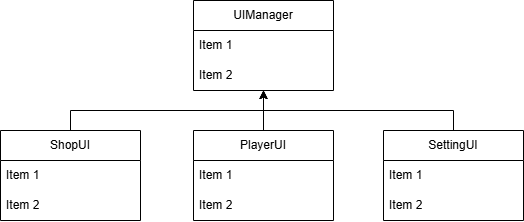 UIManager
Item 1
Item 2
ShopUI
Item 1
Item 2
PlayerUI
Item 1
Item 2
SettingUI
Item 1
Item 2